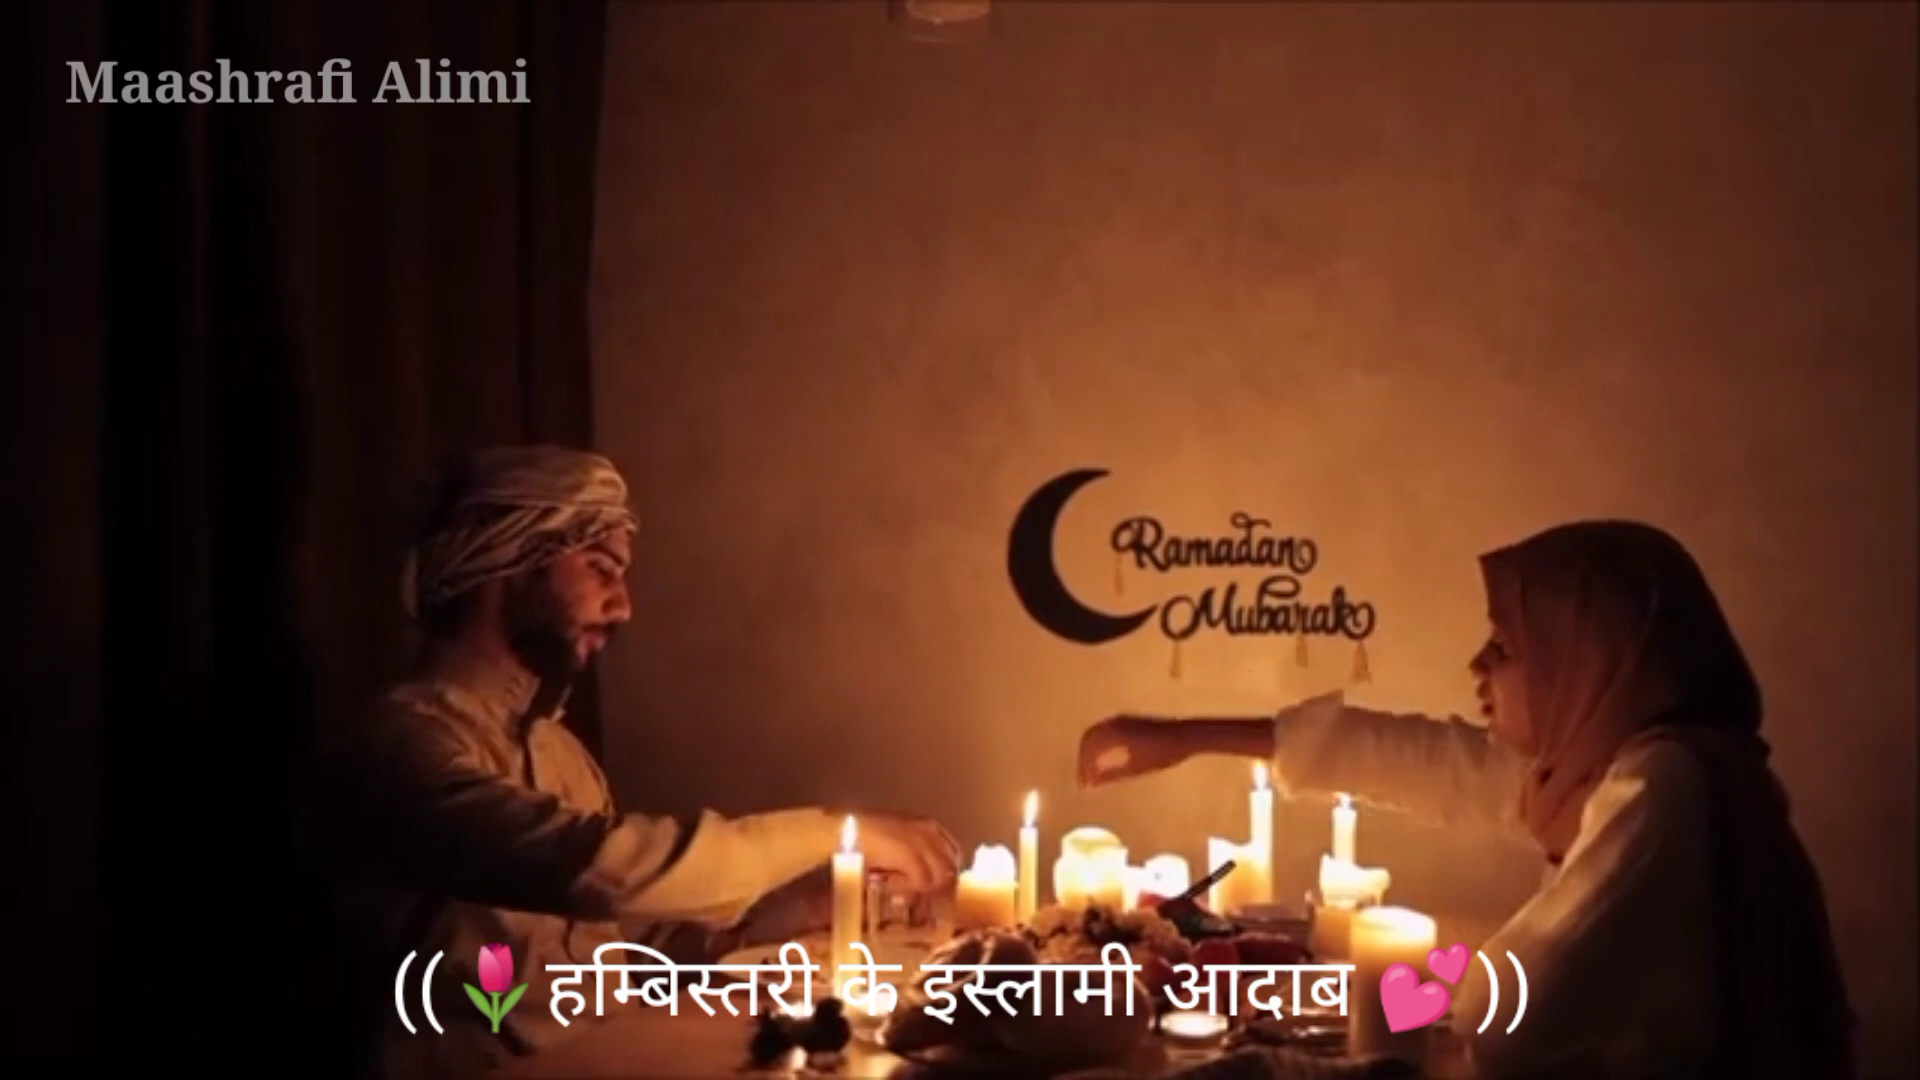 Maashrafi Alimi
Ramadan
Mubarak
((🌷हम्बिस्तरी के इस्लामी आदाब 💕))